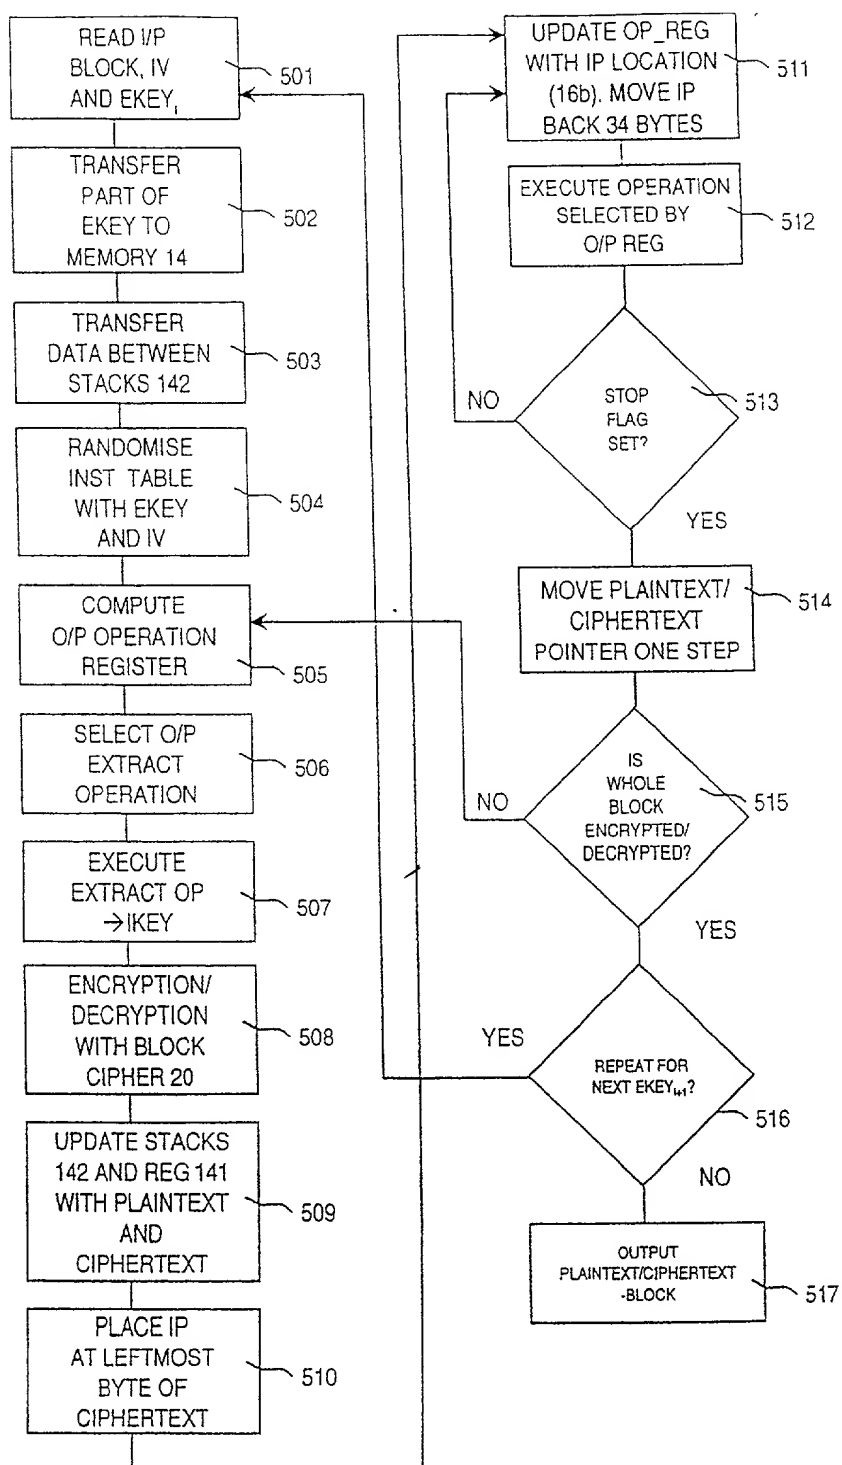 READ I/P
BLOCK, IV
AND EKEYi
501
TRANSFER
PART OF
EKEY TO
MEMORY 14
502
TRANSFER
DATA BETWEEN
STACKS 142
503
RANDOMISE
INST TABLE
WITH EKEY
AND IV
504
COMPUTE
O/P OPERATION
REGISTER
505
SELECT O/P
EXTRACT
OPERATION
506
EXECUTE
EXTRACT OP
→IKEY
507
ENCRYPTION/
DECRYPTION
WITH BLOCK
CIPHER 20
508
UPDATE STACKS
142 AND REG 141
WITH PLAINTEXT
AND
CIPHERTEXT
509
PLACE IP
AT LEFTMOST
BYTE OF
CIPHERTEXT
510
UPDATE OP_REG
WITH IP LOCATION
(16b). MOVE IP
BACK 34 BYTES
511
EXECUTE OPERATION
SELECTED BY
O/P REG
512
STOP
FLAG
SET?
513
NO
YES
MOVE PLAINTEXT/
CIPHERTEXT
POINTER ONE STEP
514
IS
WHOLE
BLOCK
ENCRYPTED/
DECRYPTED?
515
NO
YES
REPEAT FOR
NEXT EKEYi+1?
516
YES
NO
OUTPUT
PLAINTEXT/CIPHERTEXT
-BLOCK
517